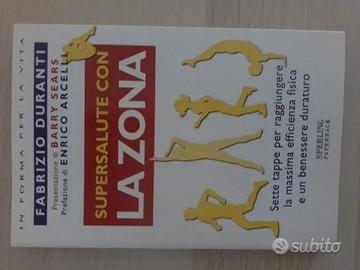 IN FORMA PER LA VITA
FABRIZIO DURANTI
Presentazione di BARRY SEARS
Prefazione di ENRICO ARCELLI
SUPERSALUTE CON
LA ZONA
Sette tappe per raggiungere
la massima efficienza fisica
e un benessere duraturo
SPERLING
PAPERBACK
subito